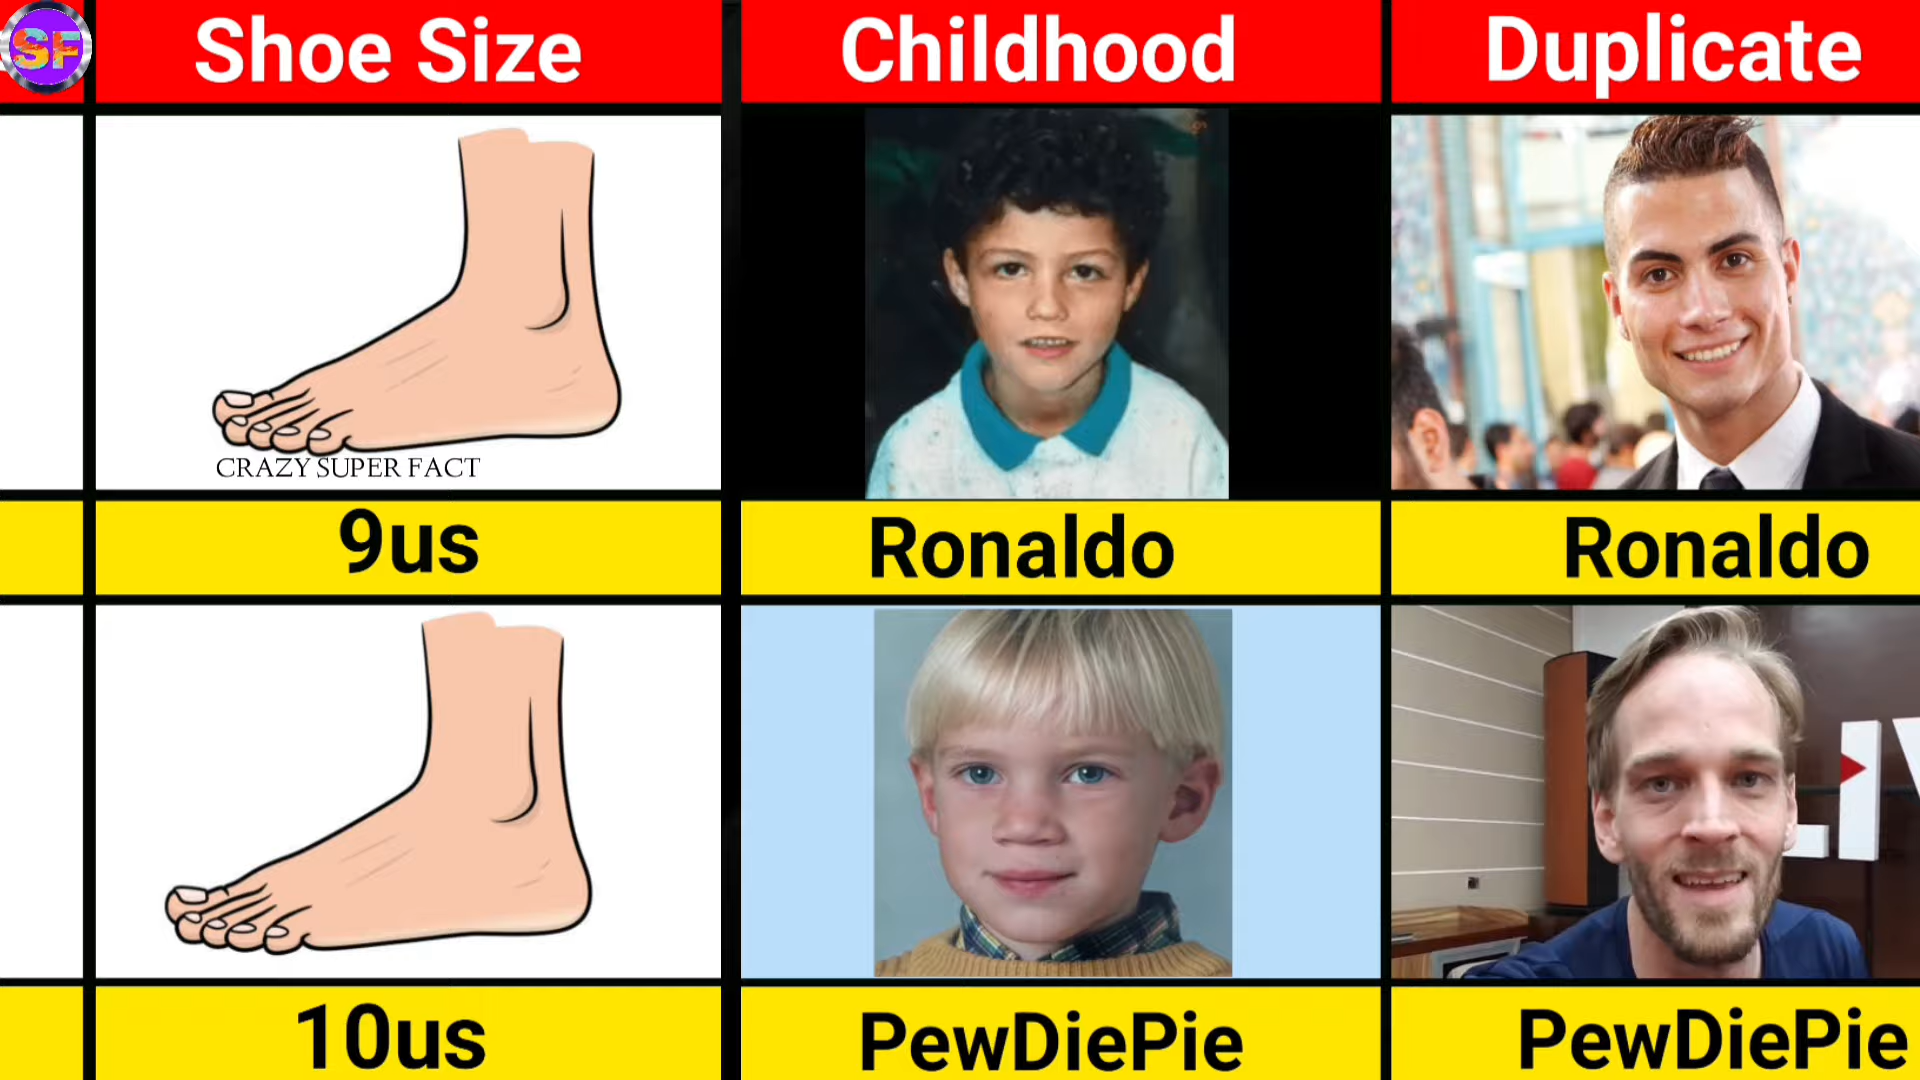 SF
Shoe Size
Childhood
Duplicate
CRAZY SUPER FACT
9us
Ronaldo
Ronaldo
10us
PewDiePie
PewDiePie